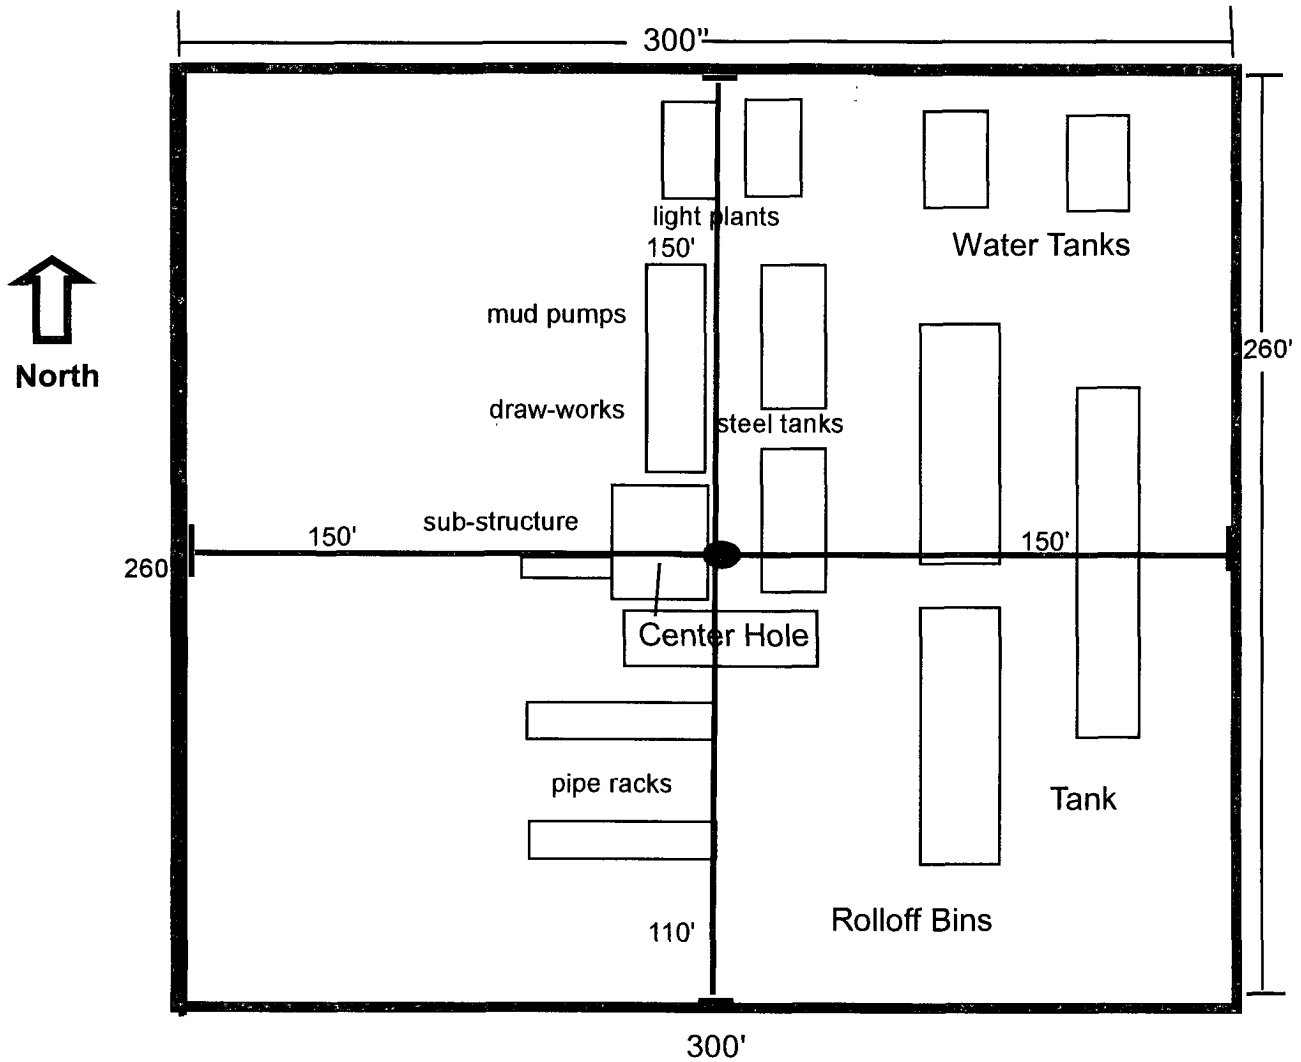 300"
light plants
150'
Water Tanks
mud pumps
260'
North
draw-works
steel tanks
sub-structure
150'
150'
260
Center Hole
pipe racks
Tank
Rolloff Bins
110'
300'